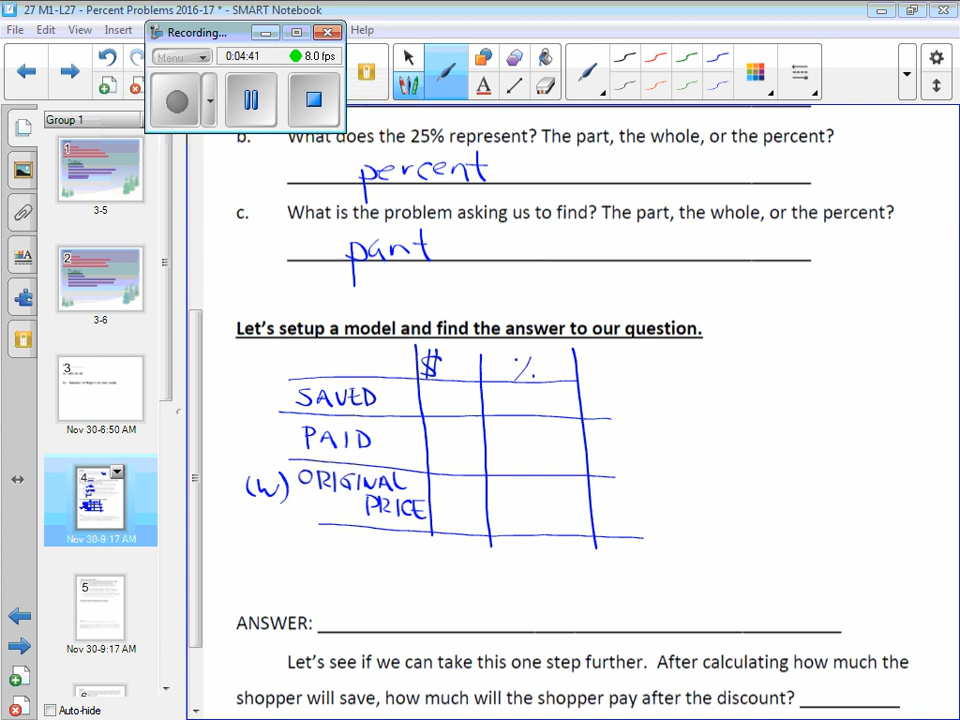 27 M1-L27 - Percent Problems 2016-17 * - SMART Notebook
File Edit View Insert Help
Recording...
Menu 0:04:41 8.0 fps
Group 1
1
3-5
2
3-6
3
Nov 30-6:50 AM
4
Nov 30-9:17 AM
5
Nov 30-9:17 AM
6
Auto-hide
b. What does the 25% represent? The part, the whole, or the percent?
percent
c. What is the problem asking us to find? The part, the whole, or the percent?
part
Let's setup a model and find the answer to our question.
$ %
SAVED
PAID
(W) ORIGINAL
PRICE
ANSWER:
Let's see if we can take this one step further. After calculating how much the
shopper will save, how much will the shopper pay after the discount?